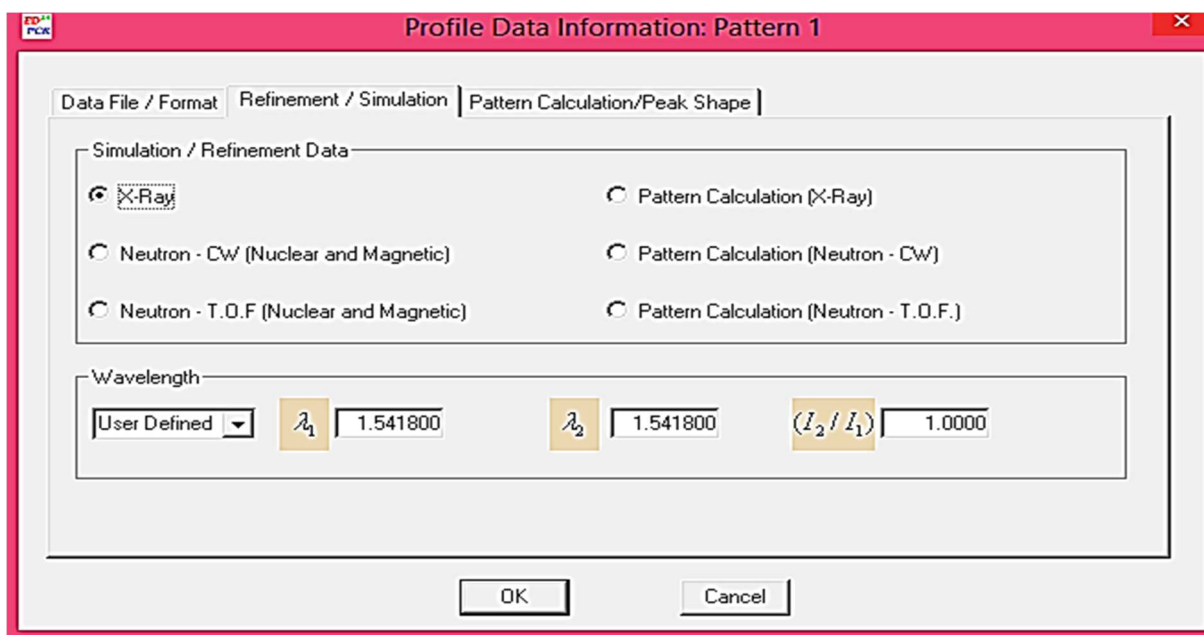 ED PCR
Profile Data Information: Pattern 1
Data File / Format Refinement / Simulation Pattern Calculation/Peak Shape
Simulation / Refinement Data
X-Ray Pattern Calculation (X-Ray)
Neutron - CW (Nuclear and Magnetic) Pattern Calculation (Neutron - CW)
Neutron - T.O.F (Nuclear and Magnetic) Pattern Calculation (Neutron - T.O.F.)
Wavelength
User Defined λ₁ 1.541800 λ₂ 1.541800 (I₂ / I₁) 1.0000
OK Cancel